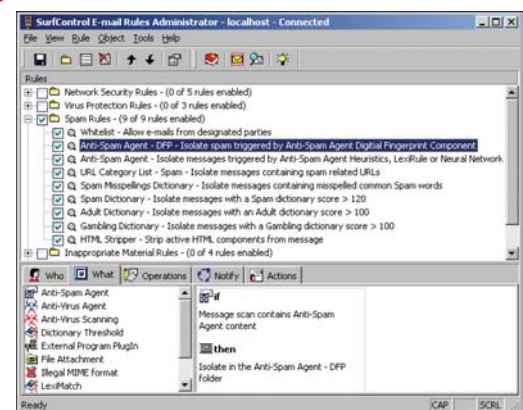 SurfControl E-mail Rules Administrator - localhost - Connected
File View Rule Object Tools Help
Rules
Network Security Rules - (0 of 5 rules enabled)
Virus Protection Rules - (0 of 3 rules enabled)
Spam Rules - (9 of 9 rules enabled)
Whitelist - Allow e-mails from designated parties
Anti-Spam Agent - DFP - Isolate spam triggered by Anti-Spam Agent Digitial Fingerprint Component
Anti-Spam Agent - Isolate messages triggered by Anti-Spam Agent Heuristics, LexiRule or Neural Network
URL Category List - Spam - Isolate messages containing spam related URLs
Spam Misspellings Dictionary - Isolate messages containing misspelled common Spam words
Spam Dictionary - Isolate messages with a Spam dictionary score > 120
Adult Dictionary - Isolate messages with an Adult dictionary score > 100
Gambling Dictionary - Isolate messages with a Gambling dictionary score > 100
HTML Stripper - Strip active HTML components from message
Inappropriate Material Rules - (0 of 4 rules enabled)
Who What Operations Notify Actions
Anti-Spam Agent
Anti-Virus Agent
Anti-Virus Scanning
Dictionary Threshold
External Program PlugIn
File Attachment
Illegal MIME format
LexiMatch
if
Message scan contains Anti-Spam
Agent content
then
Isolate in the Anti-Spam Agent - DFP
folder
Ready CAP SCRL